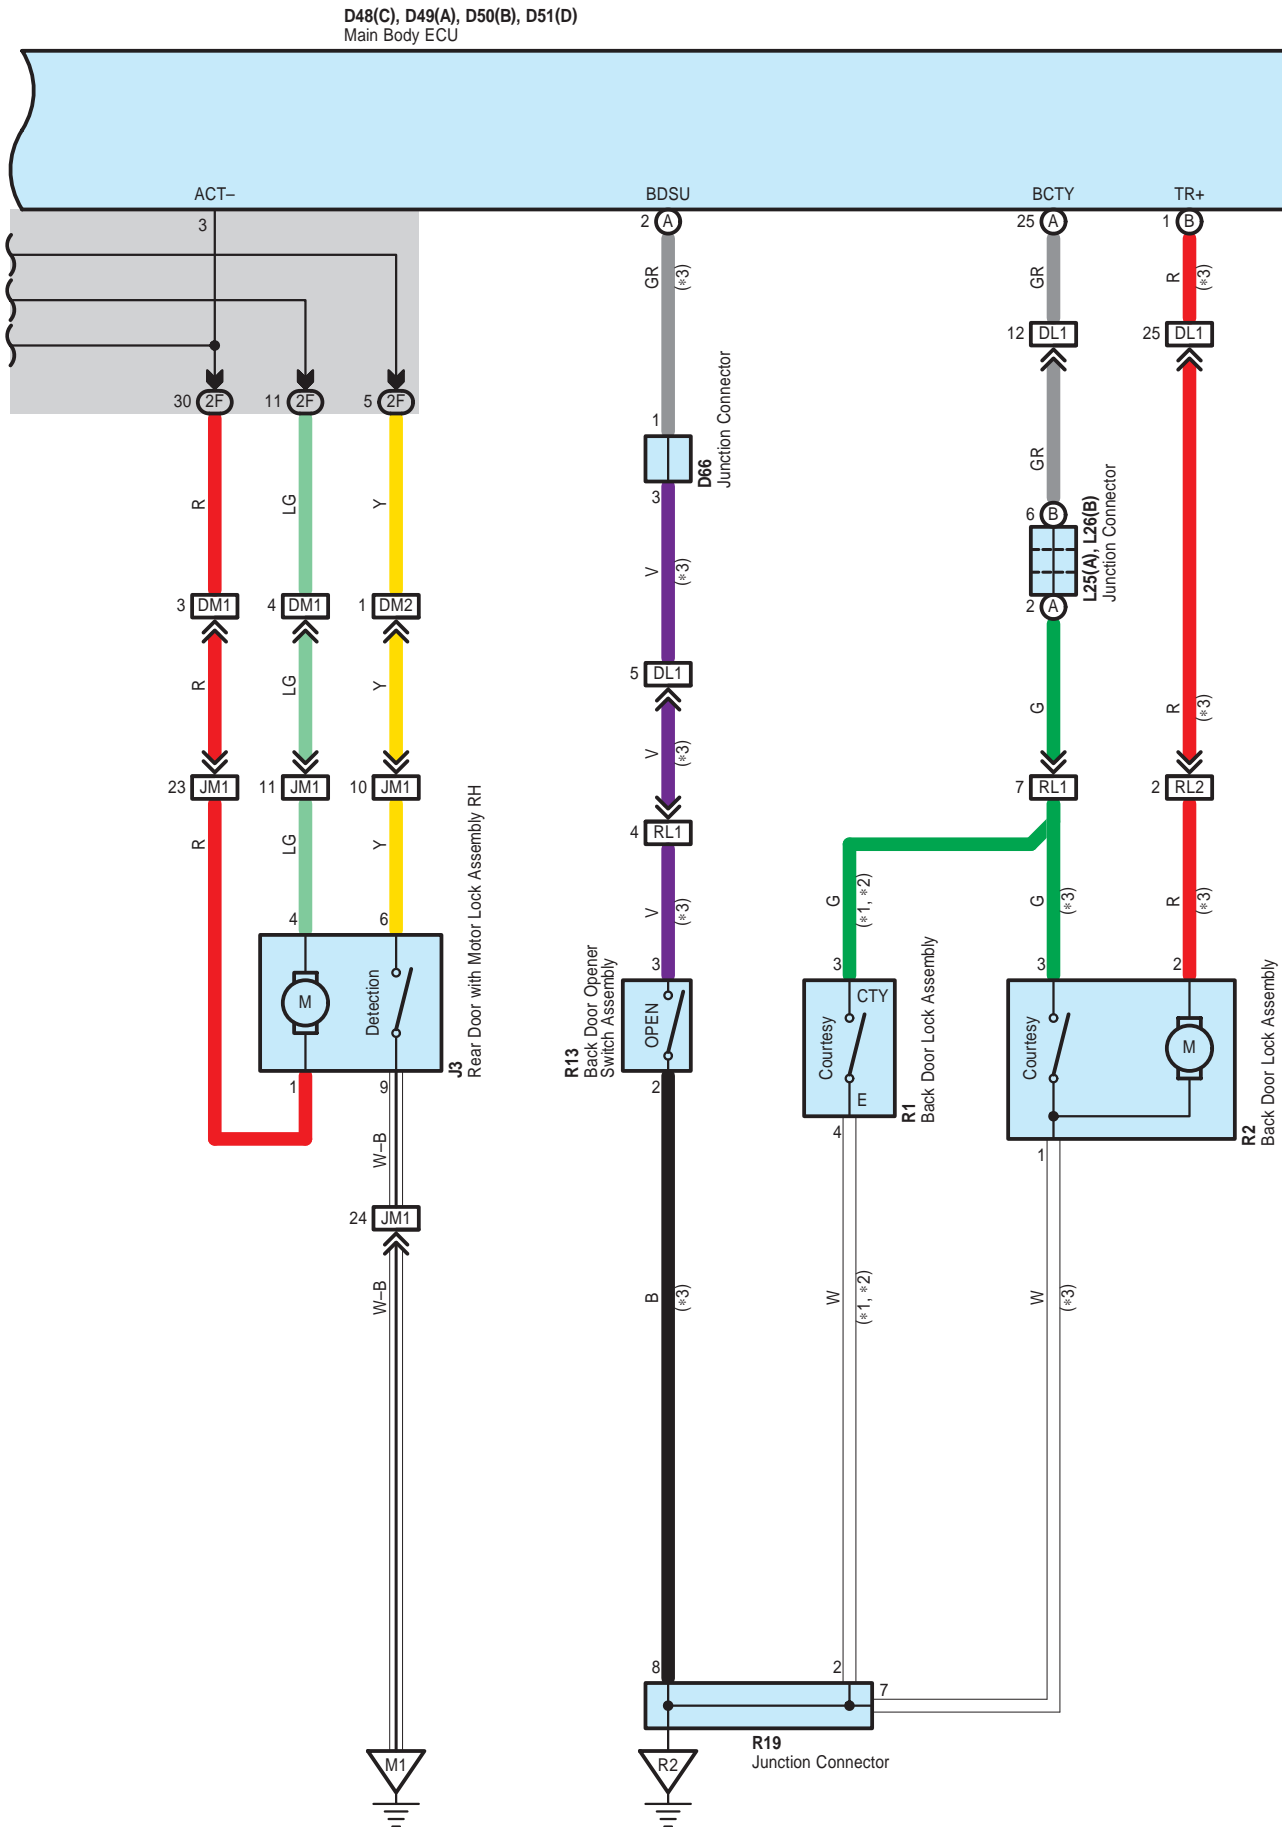 D48(C), D49(A), D50(B), D51(D)
Main Body ECU
ACT–
BDSU
BCTY
TR+
3
2 A
25 A
1 B
GR
(*3)
GR
R
(*3)
12 DL1
25 DL1
30 2F
11 2F
5 2F
1
D66
Junction Connector
3
R
LG
Y
GR
6 B
L25(A), L26(B)
Junction Connector
2 A
V
(*3)
3 DM1
4 DM1
1 DM2
5 DL1
R
LG
Y
V
(*3)
G
R
(*3)
23 JM1
11 JM1
10 JM1
7 RL1
2 RL2
4 RL1
R
LG
Y
V
(*3)
G
(*1, *2)
G
(*3)
R
(*3)
4
6
M
Detection
1
9
J3
Rear Door with Motor Lock Assembly RH
3
OPEN
2
R13
Back Door Opener
Switch Assembly
3
CTY
Courtesy
E
4
R1
Back Door Lock Assembly
3
2
Courtesy
M
1
R2
Back Door Lock Assembly
W–B
24 JM1
W–B
B
(*3)
W
(*1, *2)
W
(*3)
8
2
7
R19
Junction Connector
M1
R2